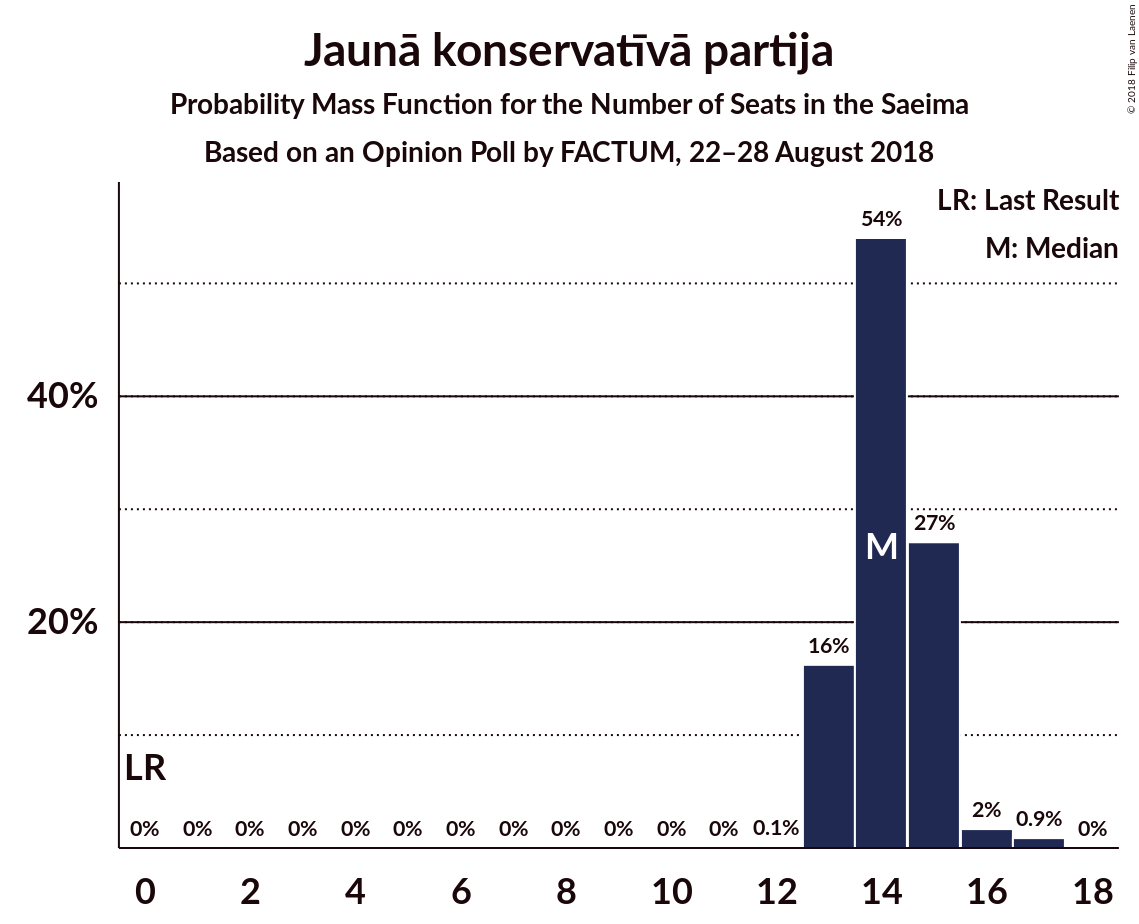 Jaunā konservatīvā partija
Probability Mass Function for the Number of Seats in the Saeima
Based on an Opinion Poll by FACTUM, 22–28 August 2018
© 2018 Filip van Laenen
LR: Last Result
M: Median
40%
20%
LR
M
0% 0% 0% 0% 0% 0% 0% 0% 0% 0% 0% 0% 0.1% 16% 54% 27% 2% 0.9% 0%
0 2 4 6 8 10 12 14 16 18